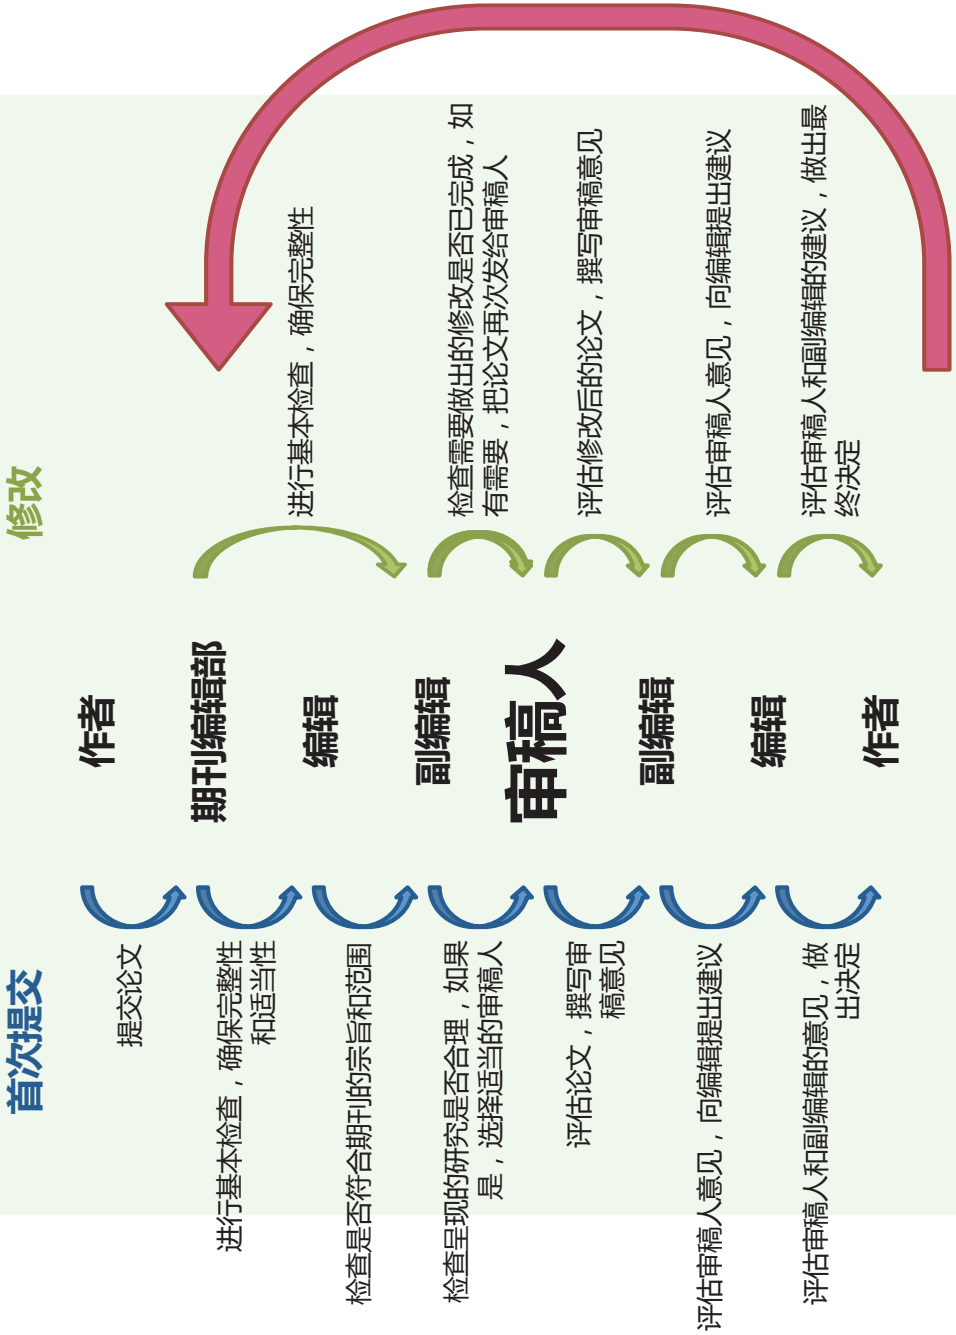 首次提交
修改
作者
提交论文
期刊编辑部
进行基本检查，确保完整性
和适当性
进行基本检查，确保完整性
编辑
检查是否符合期刊的宗旨和范围
副编辑
检查呈现的研究是否合理，如果
是，选择适当的审稿人
检查需要做出的修改是否已完成，如
有需要，把论文再次发给审稿人
审稿人
评估论文，撰写审
稿意见
评估修改后的论文，撰写审稿意见
副编辑
评估审稿人意见，向编辑提出建议
评估审稿人意见，向编辑提出建议
编辑
评估审稿人和副编辑的意见，做
出决定
评估审稿人和副编辑的建议，做出最
终决定
作者